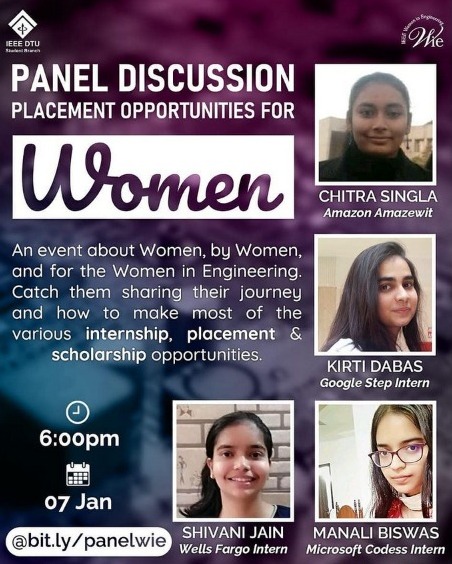 IEEE DTU
Student Branch
IEEE Women in Engineering
Wie
PANEL DISCUSSION
PLACEMENT OPPORTUNITIES FOR
Women
CHITRA SINGLA
Amazon Amazewit
An event about Women, by Women,
and for the Women in Engineering.
Catch them sharing their journey
and how to make most of the
various internship, placement &
scholarship opportunities.
KIRTI DABAS
Google Step Intern
6:00pm
07 Jan
@bit.ly/panelwie
SHIVANI JAIN
Wells Fargo Intern
MANALI BISWAS
Microsoft Codess Intern